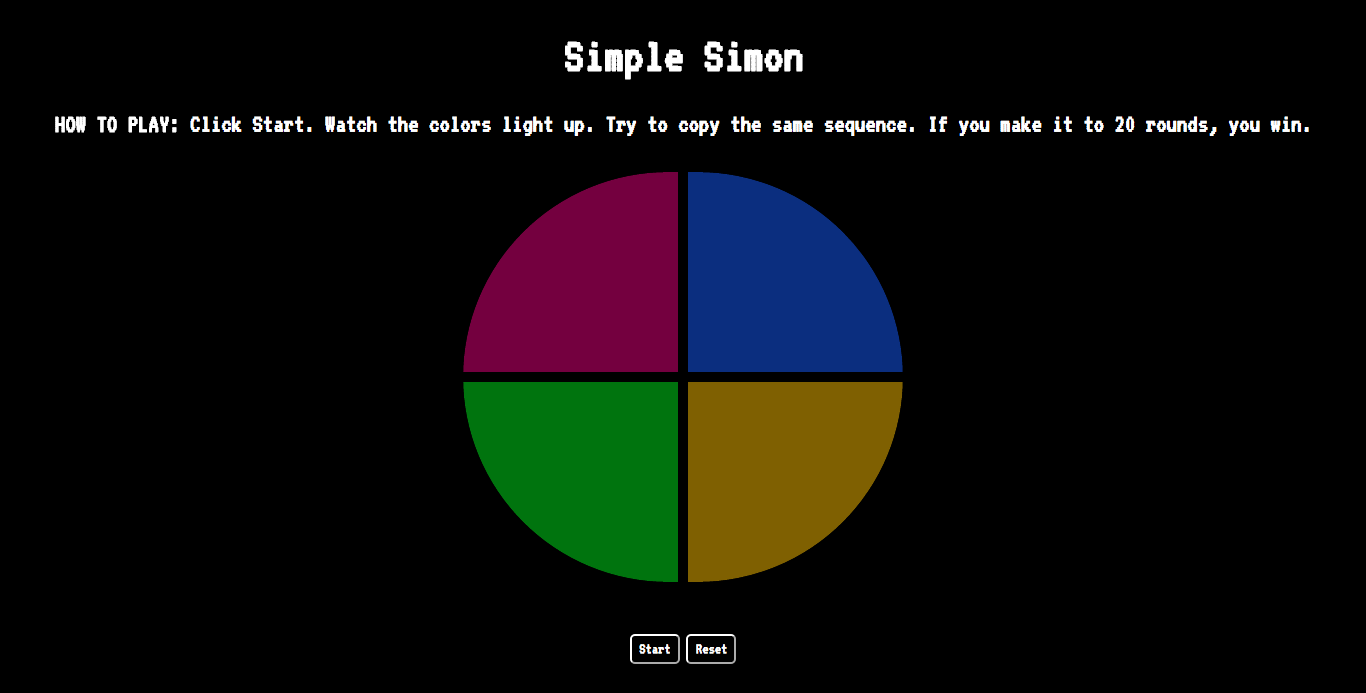 Simple Simon
HOW TO PLAY: Click Start. Watch the colors light up. Try to copy the same sequence. If you make it to 20 rounds, you win.
Start Reset